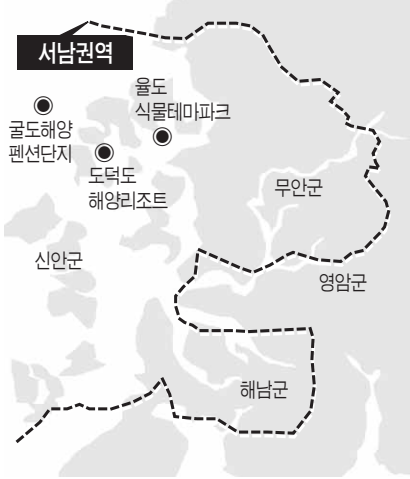 서남권역
율도
식물테마파크
굴도해양
펜션단지
도덕도
해양리조트
무안군
신안군
영암군
해남군